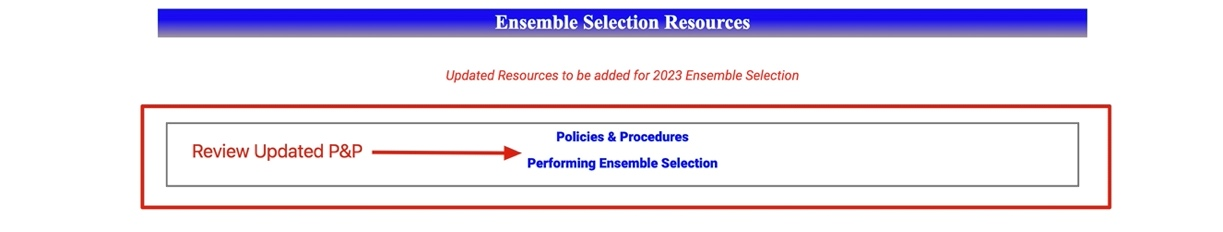 Ensemble Selection Resources
Updated Resources to be added for 2023 Ensemble Selection
Policies & Procedures
Review Updated P&P
Performing Ensemble Selection